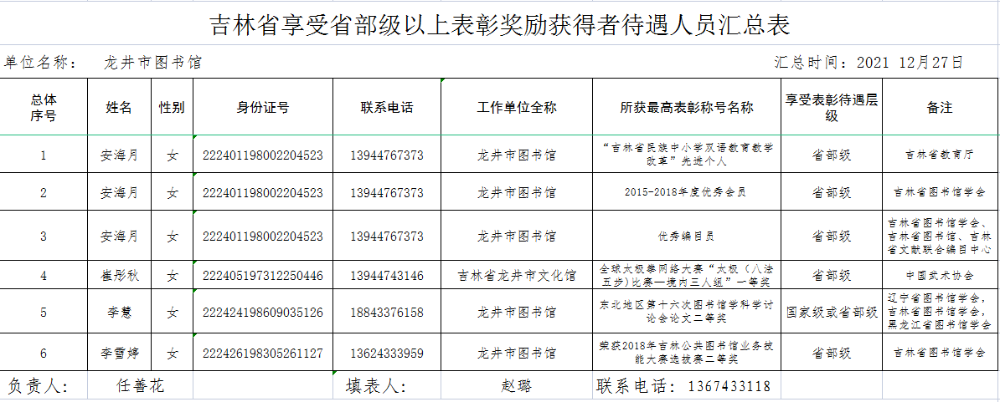 吉林省享受省部级以上表彰奖励获得者待遇人员汇总表
单位名称： 龙井市图书馆 汇总时间：2021 12月27日
总体序号 姓名 性别 身份证号 联系电话 工作单位全称 所获最高表彰称号名称 享受表彰待遇层级 备注
1 安海月 女 222401198002204523 13944767373 龙井市图书馆 “吉林省民族中小学双语教育教学改革”先进个人 省部级 吉林省教育厅
2 安海月 女 222401198002204523 13944767373 龙井市图书馆 2015-2018年度优秀会员 省部级 吉林省图书馆学会
3 安海月 女 222401198002204523 13944767373 龙井市图书馆 优秀编目员 省部级 吉林省图书馆学会、吉林省图书馆、吉林省文献联合编目中心
4 崔彤秋 女 222405197312250446 13944743146 吉林省龙井市文化馆 全球太极拳网络大赛“太极（八法五步)比赛—境内三人组”一等奖 省部级 中国武术协会
5 李慧 女 222424198609035126 18843376158 龙井市图书馆 东北地区第十六次图书馆学科学讨论会论文二等奖 国家级或省部级 辽宁省图书馆学会，吉林省图书馆学会，黑龙江省图书馆学会
6 李雪婷 女 222426198305261127 13624333959 龙井市图书馆 荣获2018年吉林公共图书馆业务技能大赛选拔赛二等奖 省部级 吉林省图书馆学会
负责人： 任善花 填表人： 赵璐 联系电话：1367433118